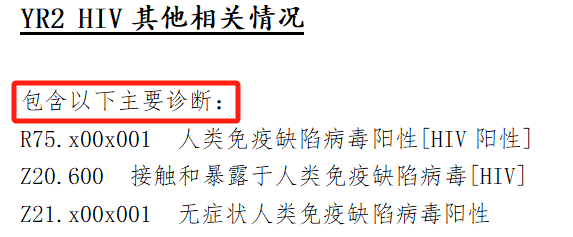 YR2 HIV 其他相关情况
包含以下主要诊断：
R75.x00x001 人类免疫缺陷病毒阳性[HIV 阳性]
Z20.600 接触和暴露于人类免疫缺陷病毒[HIV]
Z21.x00x001 无症状人类免疫缺陷病毒阳性